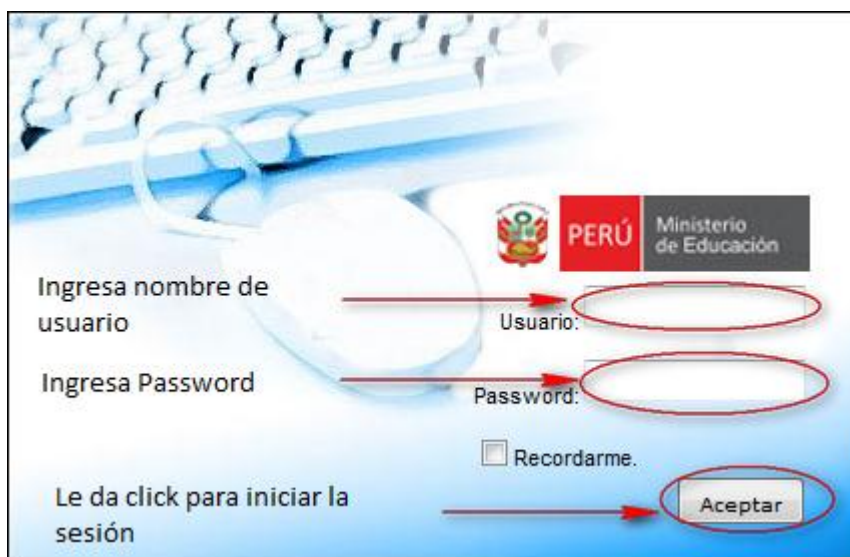 PERÚ
Ministerio
de Educación
Ingresa nombre de
usuario
Usuario:
Ingresa Password
Password:
Recordarme.
Le da click para iniciar la
sesión
Aceptar